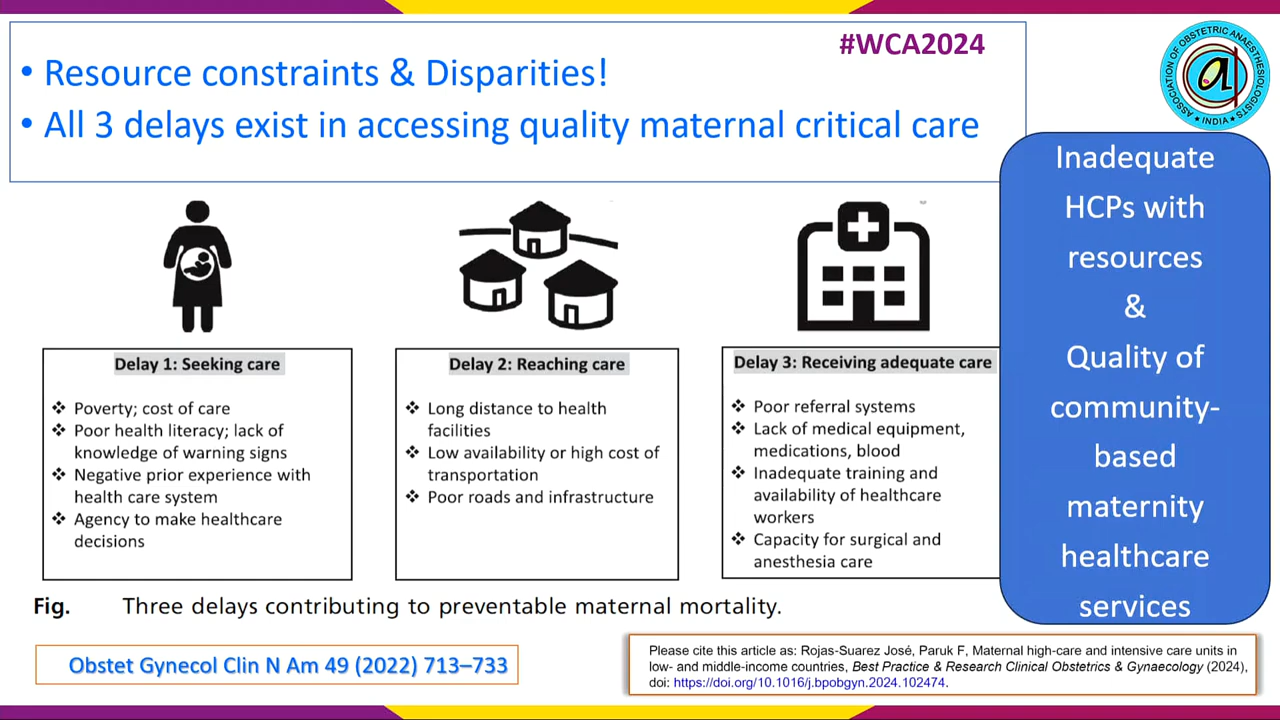 #WCA2024
• Resource constraints & Disparities!
• All 3 delays exist in accessing quality maternal critical care
ASSOCIATION OF OBSTETRIC ANAESTHESIOLOGISTS
★ INDIA ★
a
Inadequate
HCPs with
resources
&
Quality of
community-
based
maternity
healthcare
services
Delay 1: Seeking care
❖ Poverty; cost of care
❖ Poor health literacy; lack of
knowledge of warning signs
❖ Negative prior experience with
health care system
❖ Agency to make healthcare
decisions
Delay 2: Reaching care
❖ Long distance to health
facilities
❖ Low availability or high cost of
transportation
❖ Poor roads and infrastructure
Delay 3: Receiving adequate care
❖ Poor referral systems
❖ Lack of medical equipment,
medications, blood
❖ Inadequate training and
availability of healthcare
workers
❖ Capacity for surgical and
anesthesia care
Fig. Three delays contributing to preventable maternal mortality.
Obstet Gynecol Clin N Am 49 (2022) 713–733
Please cite this article as: Rojas-Suarez José, Paruk F, Maternal high-care and intensive care units in
low- and middle-income countries, Best Practice & Research Clinical Obstetrics & Gynaecology (2024),
doi: https://doi.org/10.1016/j.bpobgyn.2024.102474.